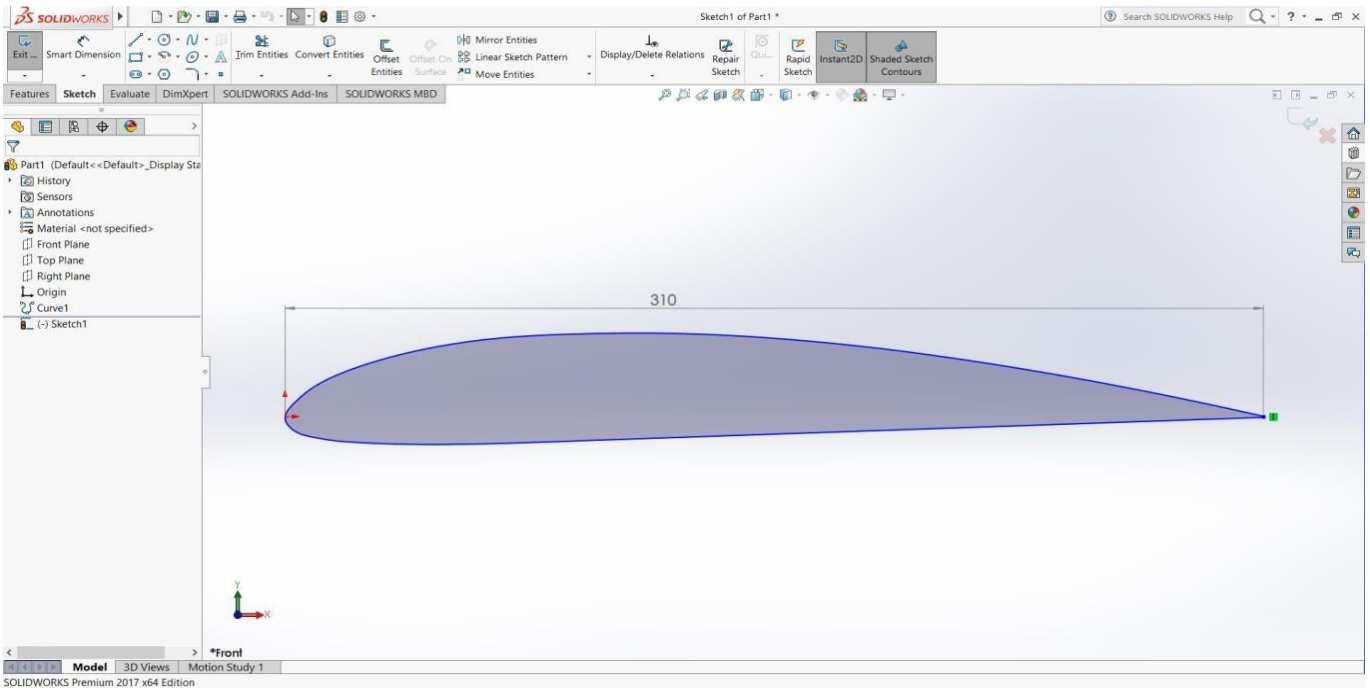 SOLIDWORKS
Sketch1 of Part1 *
Search SOLIDWORKS Help
Exit ...
Smart Dimension
Trim Entities
Convert Entities
Offset Entities
Offset On Surface
Mirror Entities
Linear Sketch Pattern
Move Entities
Display/Delete Relations
Repair Sketch
Qui...
Rapid Sketch
Instant2D
Shaded Sketch Contours
Features Sketch Evaluate DimXpert SOLIDWORKS Add-Ins SOLIDWORKS MBD
Part1 (Default<<Default>_Display Sta
History
Sensors
Annotations
Material <not specified>
Front Plane
Top Plane
Right Plane
Origin
Curve1
(-) Sketch1
310
Y
X
*Front
Model 3D Views Motion Study 1
SOLIDWORKS Premium 2017 x64 Edition